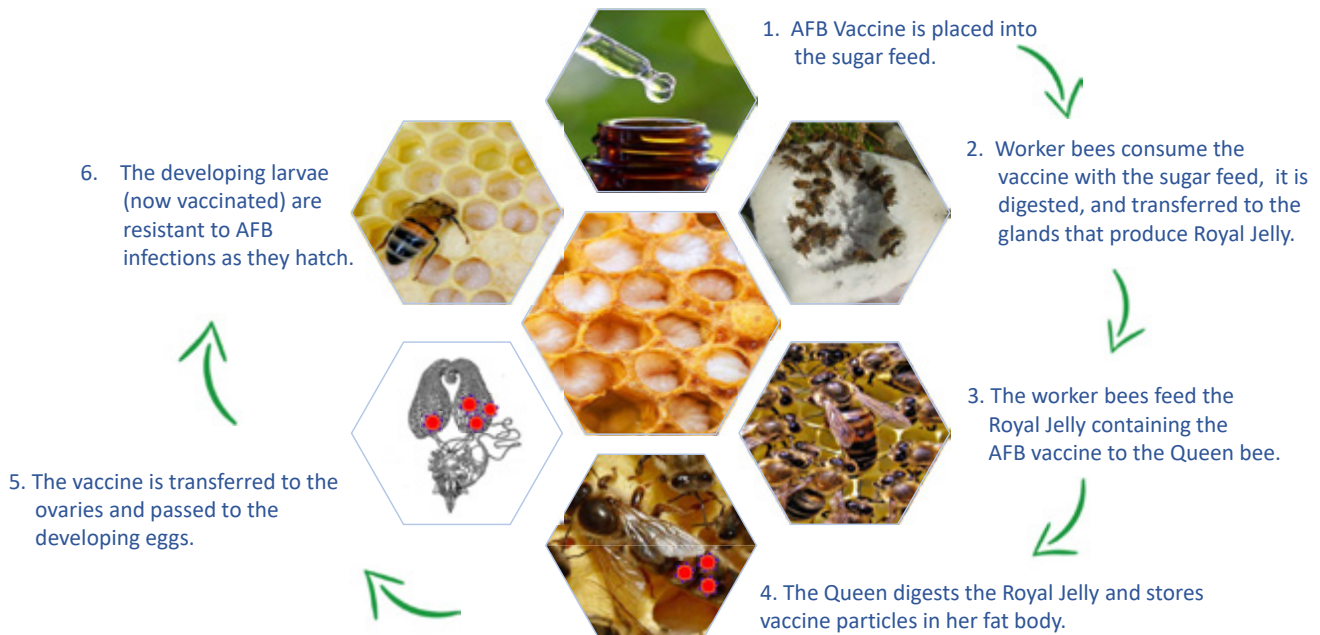 1. AFB Vaccine is placed into
the sugar feed.
2. Worker bees consume the
vaccine with the sugar feed, it is
digested, and transferred to the
glands that produce Royal Jelly.
3. The worker bees feed the
Royal Jelly containing the
AFB vaccine to the Queen bee.
4. The Queen digests the Royal Jelly and stores
vaccine particles in her fat body.
5. The vaccine is transferred to the
ovaries and passed to the
developing eggs.
6. The developing larvae
(now vaccinated) are
resistant to AFB
infections as they hatch.